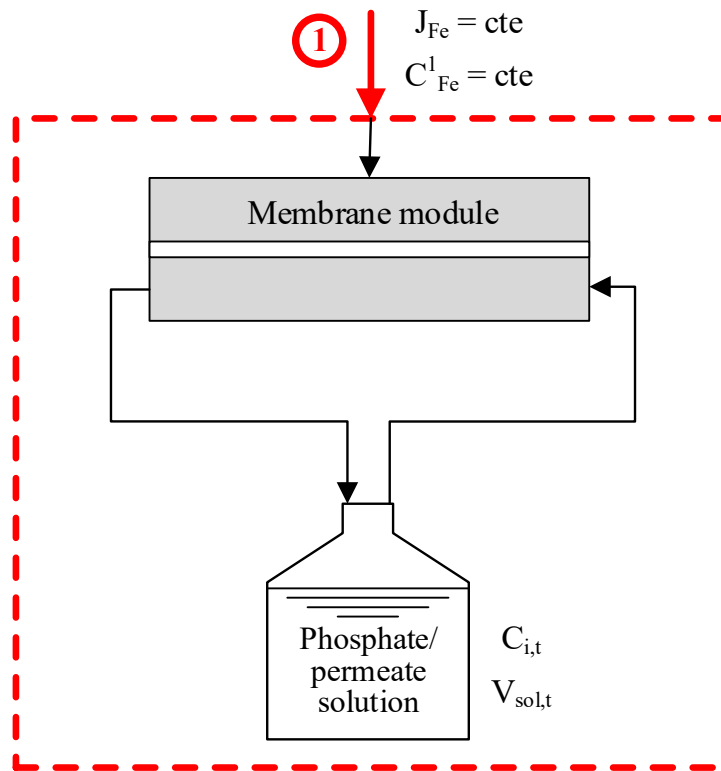 1
J_Fe = cte
C^1_Fe = cte
Membrane module
Phosphate/
permeate
solution
C_i,t
V_sol,t